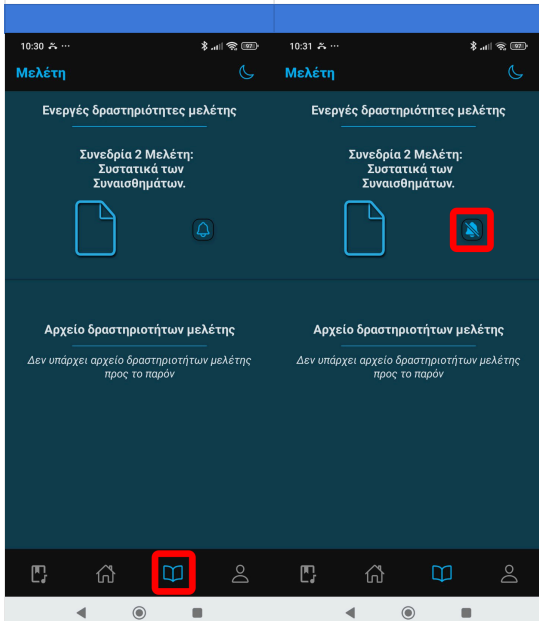 10:30 ...
97
Μελέτη
Ενεργές δραστηριότητες μελέτης
Συνεδρία 2 Μελέτη:
Συστατικά των
Συναισθημάτων.
Αρχείο δραστηριοτήτων μελέτης
Δεν υπάρχει αρχείο δραστηριοτήτων μελέτης
προς το παρόν
10:31 ...
97
Μελέτη
Ενεργές δραστηριότητες μελέτης
Συνεδρία 2 Μελέτη:
Συστατικά των
Συναισθημάτων.
Αρχείο δραστηριοτήτων μελέτης
Δεν υπάρχει αρχείο δραστηριοτήτων μελέτης
προς το παρόν